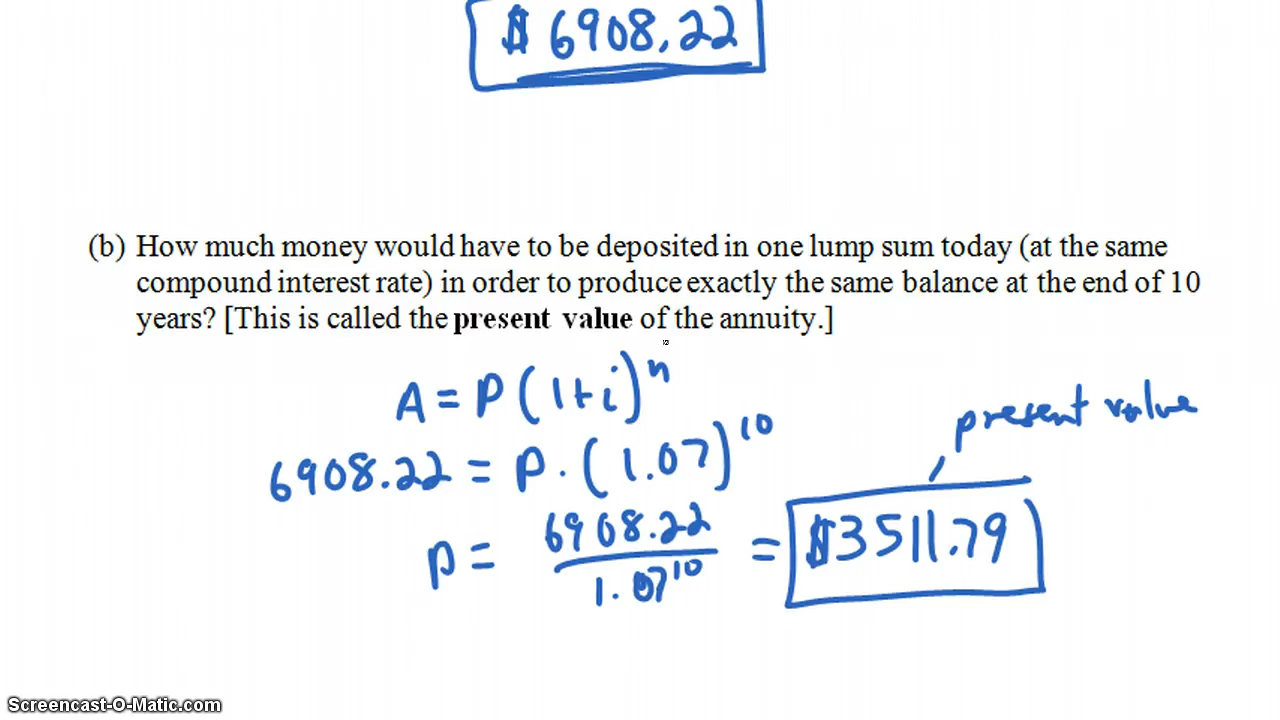 $ 6908.22
(b) How much money would have to be deposited in one lump sum today (at the same
compound interest rate) in order to produce exactly the same balance at the end of 10
years? [This is called the present value of the annuity.]
A = P (1+i)^n
present value
6908.22 = P · (1.07)^10
P = 6908.22 / 1.07^10 = $3511.79
Screencast-O-Matic.com